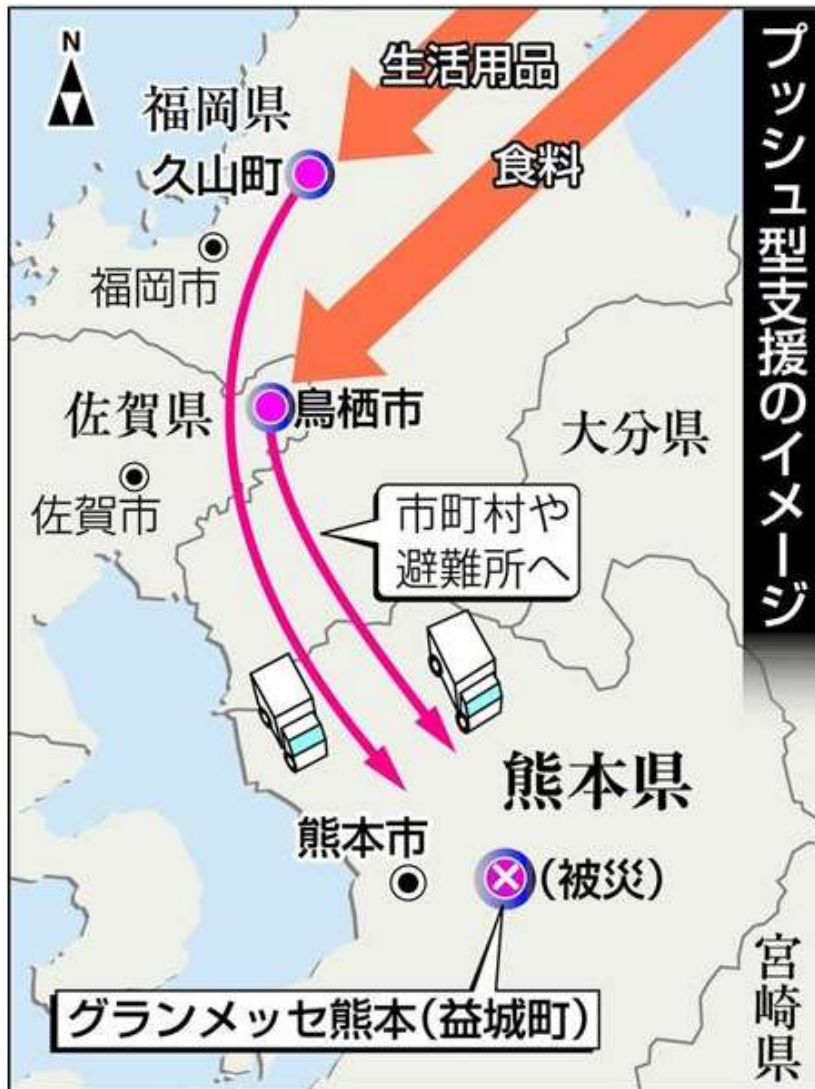 プッシュ型支援のイメージ
N
生活用品
福岡県
食料
久山町
福岡市
佐賀県
鳥栖市
大分県
佐賀市
市町村や
避難所へ
熊本県
熊本市
(被災)
宮崎県
グランメッセ熊本(益城町)